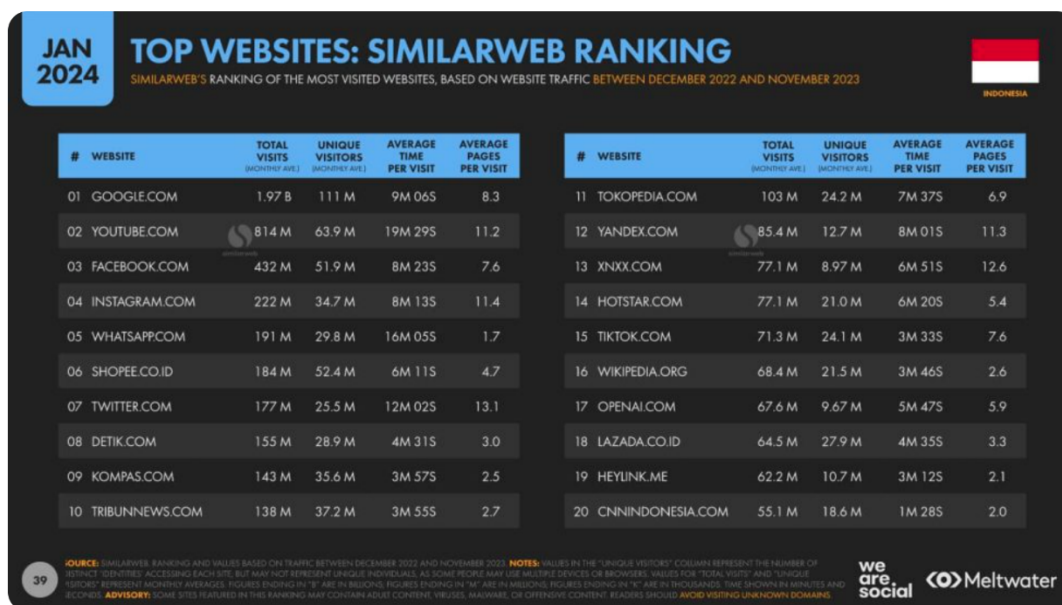 JAN
2024
TOP WEBSITES: SIMILARWEB RANKING
SIMILARWEB'S RANKING OF THE MOST VISITED WEBSITES, BASED ON WEBSITE TRAFFIC BETWEEN DECEMBER 2022 AND NOVEMBER 2023
INDONESIA
# WEBSITE TOTAL VISITS (MONTHLY AVE.) UNIQUE VISITORS (MONTHLY AVE.) AVERAGE TIME PER VISIT AVERAGE PAGES PER VISIT
01 GOOGLE.COM 1.97 B 111 M 9M 06S 8.3
02 YOUTUBE.COM 814 M 63.9 M 19M 29S 11.2
03 FACEBOOK.COM 432 M 51.9 M 8M 23S 7.6
04 INSTAGRAM.COM 222 M 34.7 M 8M 13S 11.4
05 WHATSAPP.COM 191 M 29.8 M 16M 05S 1.7
06 SHOPEE.CO.ID 184 M 52.4 M 6M 11S 4.7
07 TWITTER.COM 177 M 25.5 M 12M 02S 13.1
08 DETIK.COM 155 M 28.9 M 4M 31S 3.0
09 KOMPAS.COM 143 M 35.6 M 3M 57S 2.5
10 TRIBUNNEWS.COM 138 M 37.2 M 3M 55S 2.7
# WEBSITE TOTAL VISITS (MONTHLY AVE.) UNIQUE VISITORS (MONTHLY AVE.) AVERAGE TIME PER VISIT AVERAGE PAGES PER VISIT
11 TOKOPEDIA.COM 103 M 24.2 M 7M 37S 6.9
12 YANDEX.COM 85.4 M 12.7 M 8M 01S 11.3
13 XNXX.COM 77.1 M 8.97 M 6M 51S 12.6
14 HOTSTAR.COM 77.1 M 21.0 M 6M 20S 5.4
15 TIKTOK.COM 71.3 M 24.1 M 3M 33S 7.6
16 WIKIPEDIA.ORG 68.4 M 21.5 M 3M 46S 2.6
17 OPENAI.COM 67.6 M 9.67 M 5M 47S 5.9
18 LAZADA.CO.ID 64.5 M 27.9 M 4M 35S 3.3
19 HEYLINK.ME 62.2 M 10.7 M 3M 12S 2.1
20 CNNINDONESIA.COM 55.1 M 18.6 M 1M 28S 2.0
similarweb
similarweb
39
SOURCE: SIMILARWEB. RANKING AND VALUES BASED ON TRAFFIC BETWEEN DECEMBER 2022 AND NOVEMBER 2023. NOTES: VALUES IN THE "UNIQUE VISITORS" COLUMN REPRESENT THE NUMBER OF
DISTINCT 'IDENTITIES' ACCESSING EACH SITE, BUT MAY NOT REPRESENT UNIQUE INDIVIDUALS, AS SOME PEOPLE MAY USE MULTIPLE DEVICES OR BROWSERS. VALUES FOR "TOTAL VISITS" AND "UNIQUE
VISITORS" REPRESENT MONTHLY AVERAGES. FIGURES ENDING IN "B" ARE IN BILLIONS; FIGURES ENDING IN "M" ARE IN MILLIONS; FIGURES ENDING IN "K" ARE IN THOUSANDS. TIME SHOWN IN MINUTES AND
SECONDS. ADVISORY: SOME SITES FEATURED IN THIS RANKING MAY CONTAIN ADULT CONTENT, VIRUSES, MALWARE, OR OFFENSIVE CONTENT. READERS SHOULD AVOID VISITING UNKNOWN DOMAINS.
we
are.
social
Meltwater